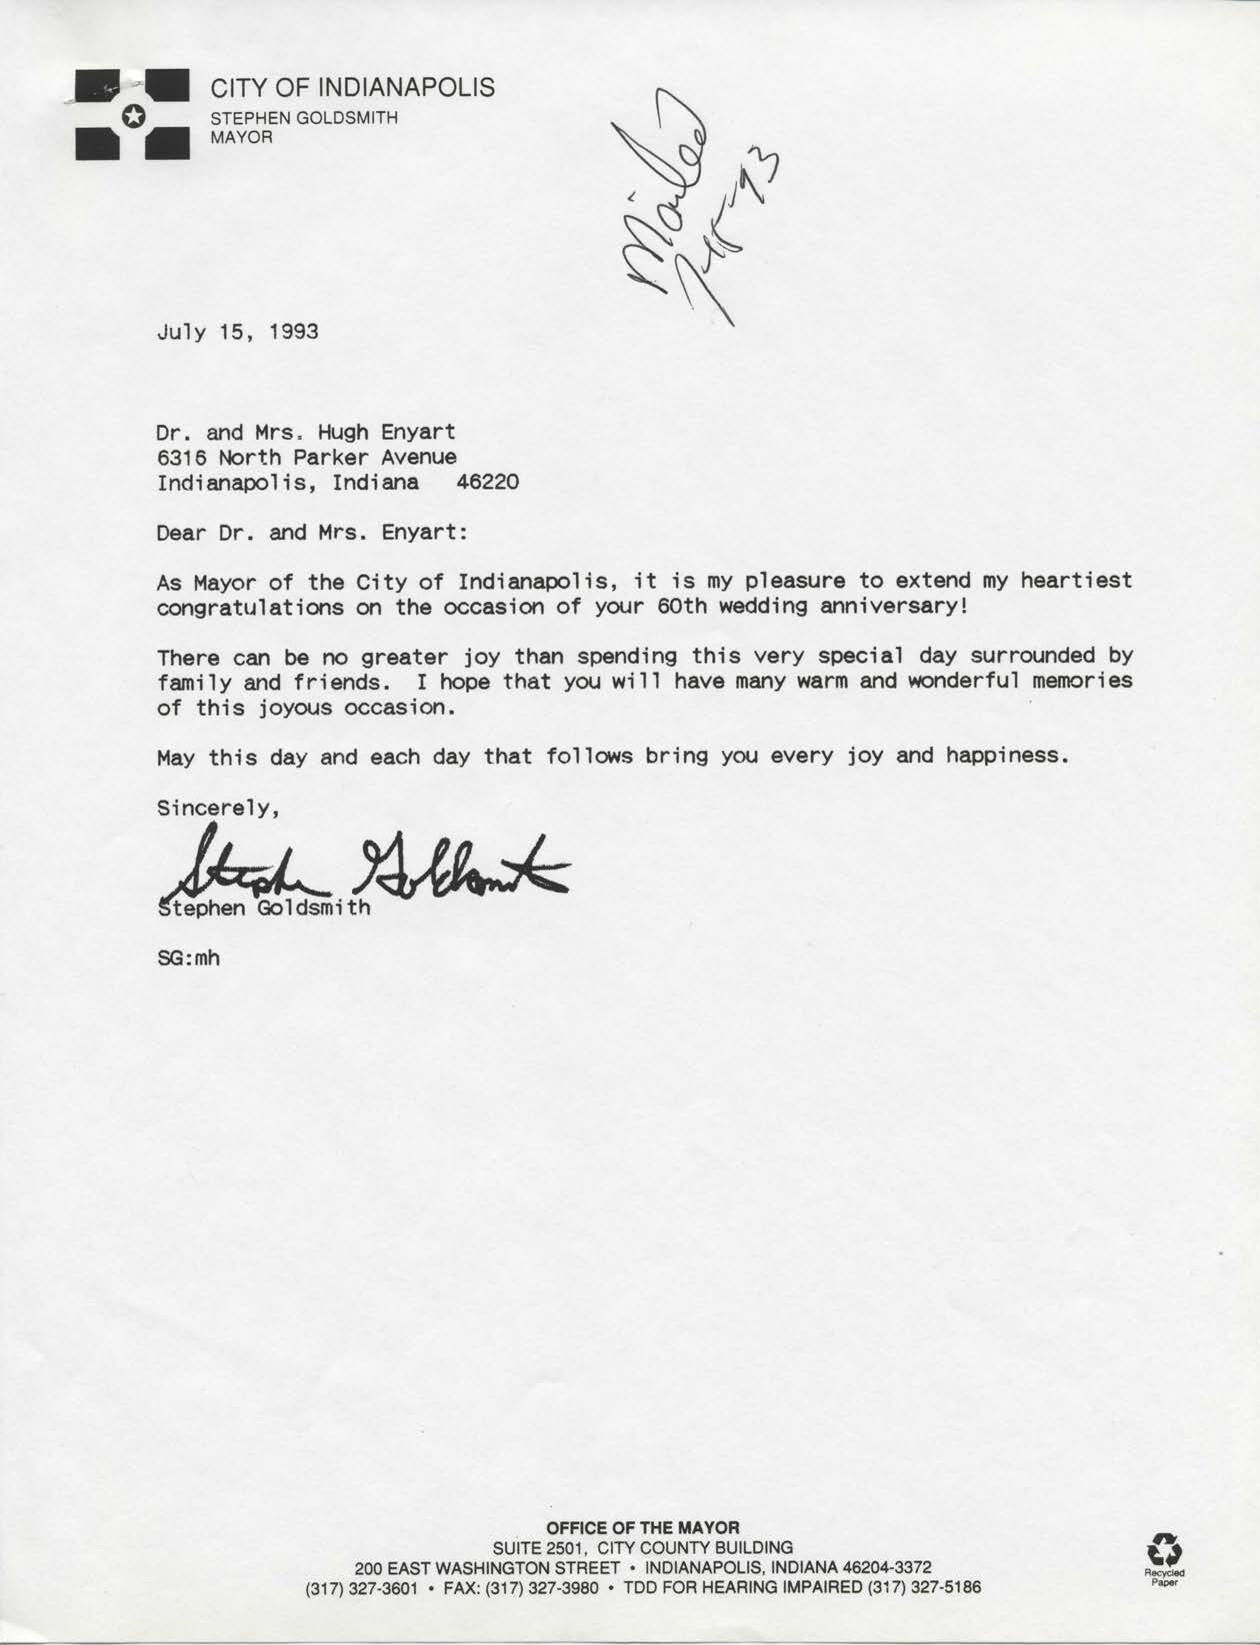 CITY OF INDIANAPOLIS
STEPHEN GOLDSMITH
MAYOR
Mailed
7-15-93
July 15, 1993
Dr. and Mrs. Hugh Enyart
6316 North Parker Avenue
Indianapolis, Indiana   46220
Dear Dr. and Mrs. Enyart:
As Mayor of the City of Indianapolis, it is my pleasure to extend my heartiest
congratulations on the occasion of your 60th wedding anniversary!
There can be no greater joy than spending this very special day surrounded by
family and friends.  I hope that you will have many warm and wonderful memories
of this joyous occasion.
May this day and each day that follows bring you every joy and happiness.
Sincerely,
Stephen Goldsmith
Stephen Goldsmith
SG:mh
OFFICE OF THE MAYOR
SUITE 2501, CITY COUNTY BUILDING
200 EAST WASHINGTON STREET • INDIANAPOLIS, INDIANA 46204-3372
(317) 327-3601 • FAX: (317) 327-3980 • TDD FOR HEARING IMPAIRED (317) 327-5186
Recycled
Paper